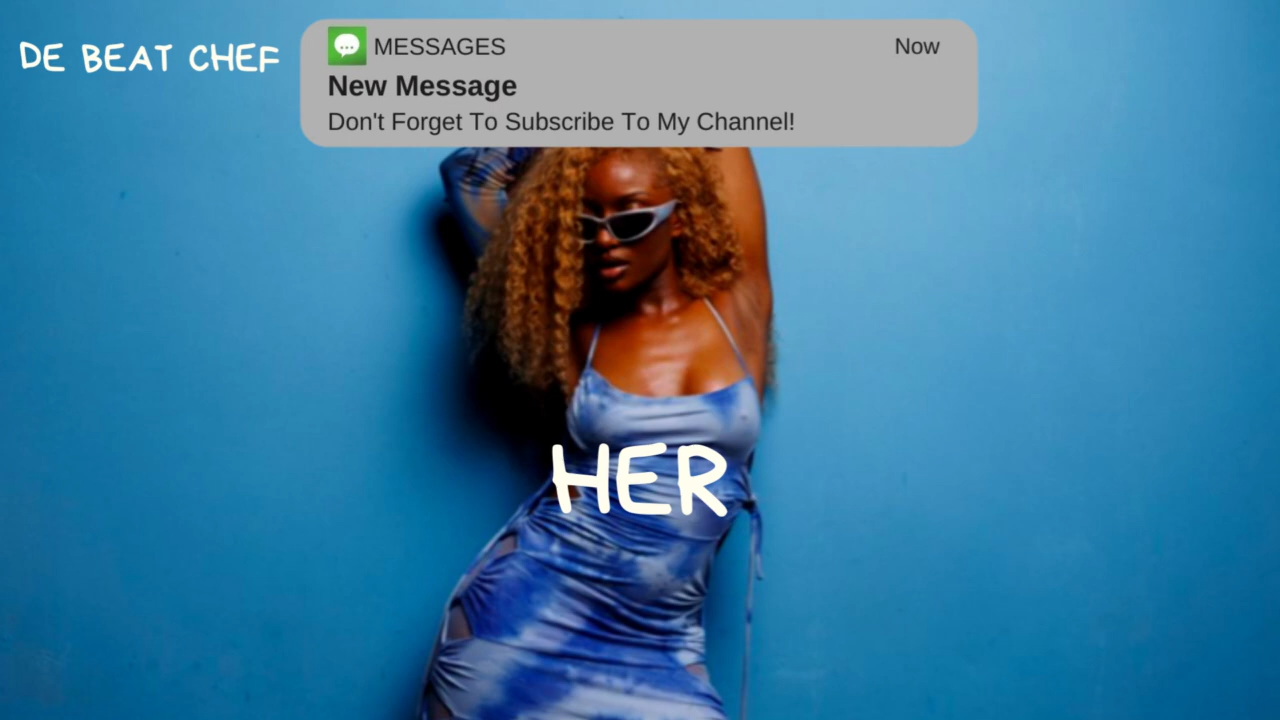 DE BEAT CHEF
MESSAGES
Now
New Message
Don't Forget To Subscribe To My Channel!
HER